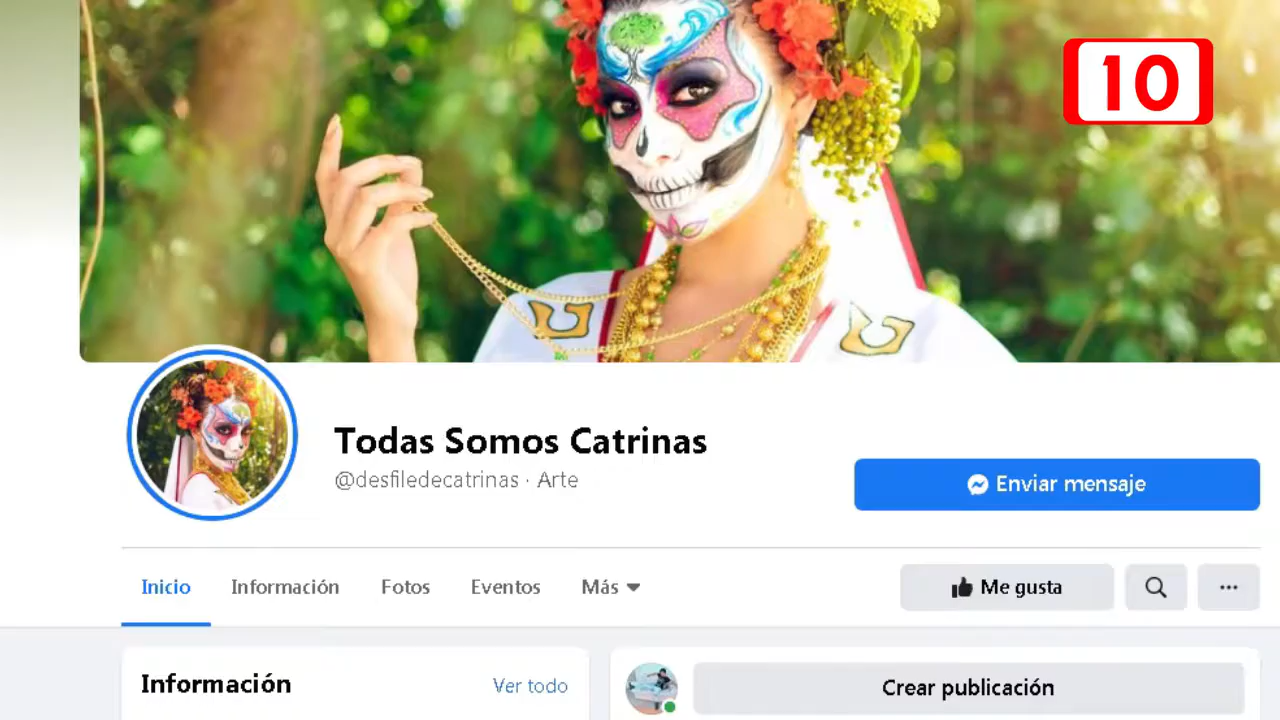 10
Todas Somos Catrinas
@desfiledecatrinas · Arte
Enviar mensaje
Inicio Información Fotos Eventos Más
Me gusta
Información
Ver todo
Crear publicación